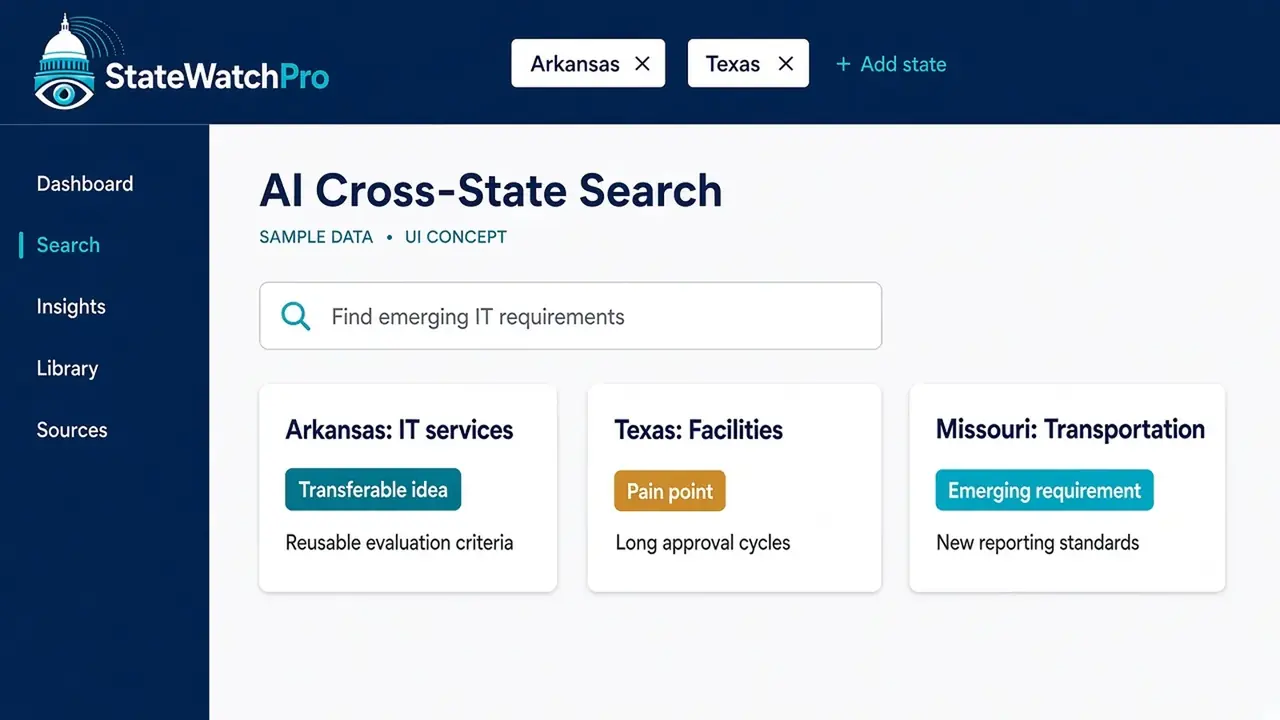 StateWatchPro
Arkansas ×
Texas ×
+ Add state
Dashboard
Search
Insights
Library
Sources
AI Cross-State Search
SAMPLE DATA • UI CONCEPT
Find emerging IT requirements
Arkansas: IT services
Transferable idea
Reusable evaluation criteria
Texas: Facilities
Pain point
Long approval cycles
Missouri: Transportation
Emerging requirement
New reporting standards